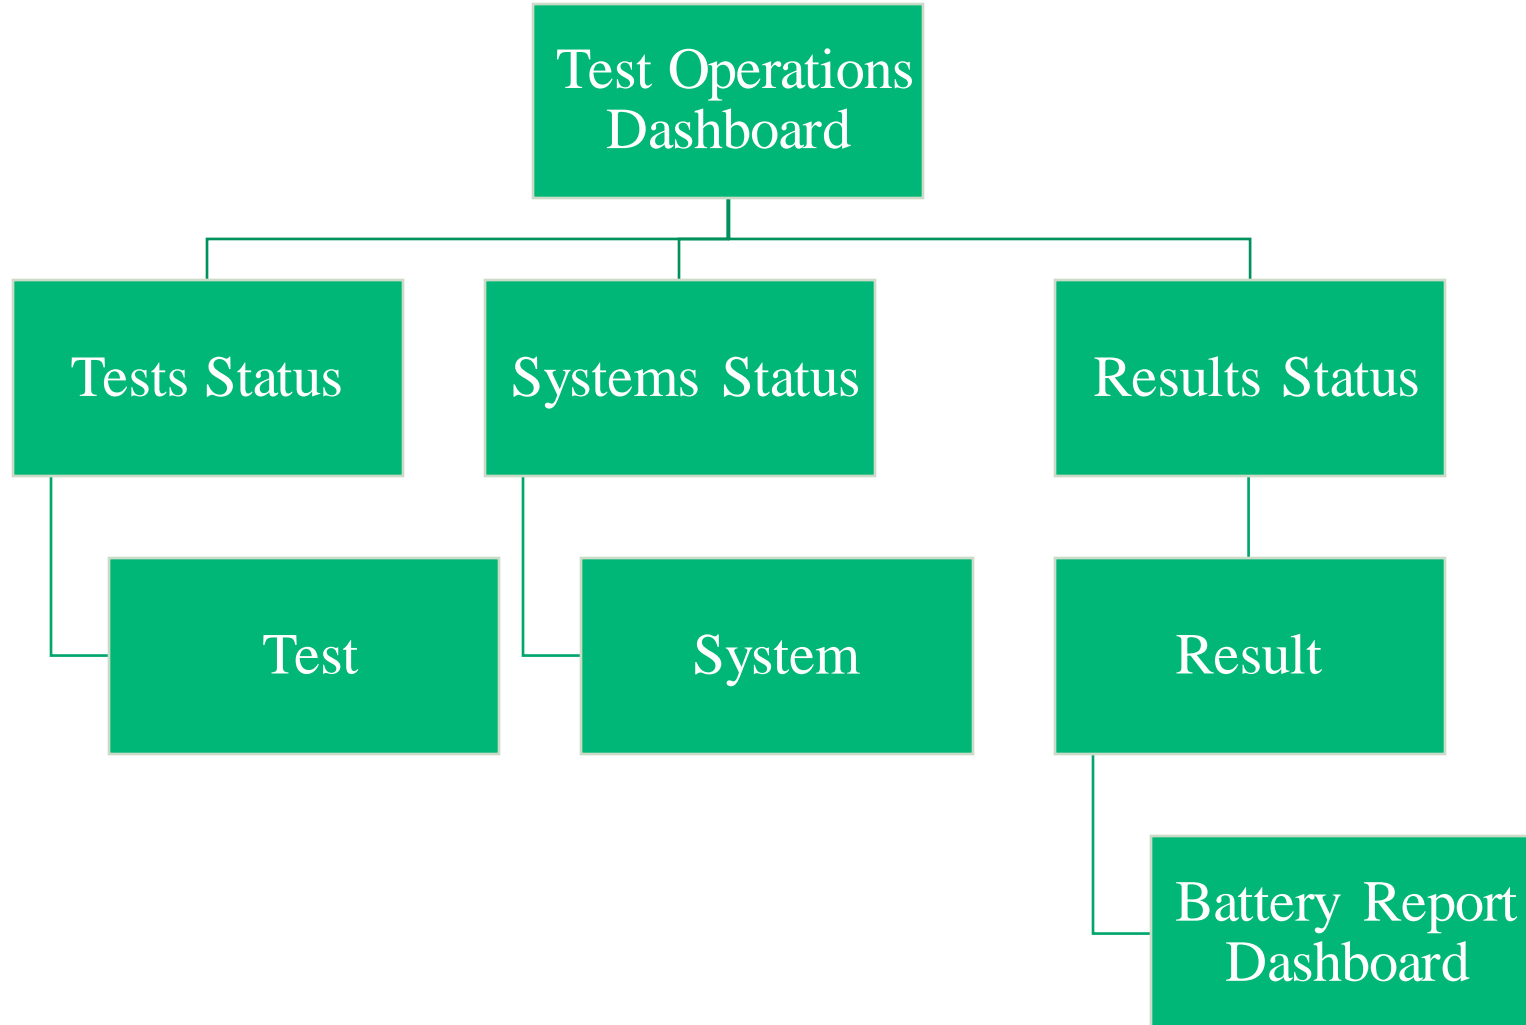 Test Operations
Dashboard
Tests Status
Systems Status
Results Status
Test
System
Result
Battery Report
Dashboard